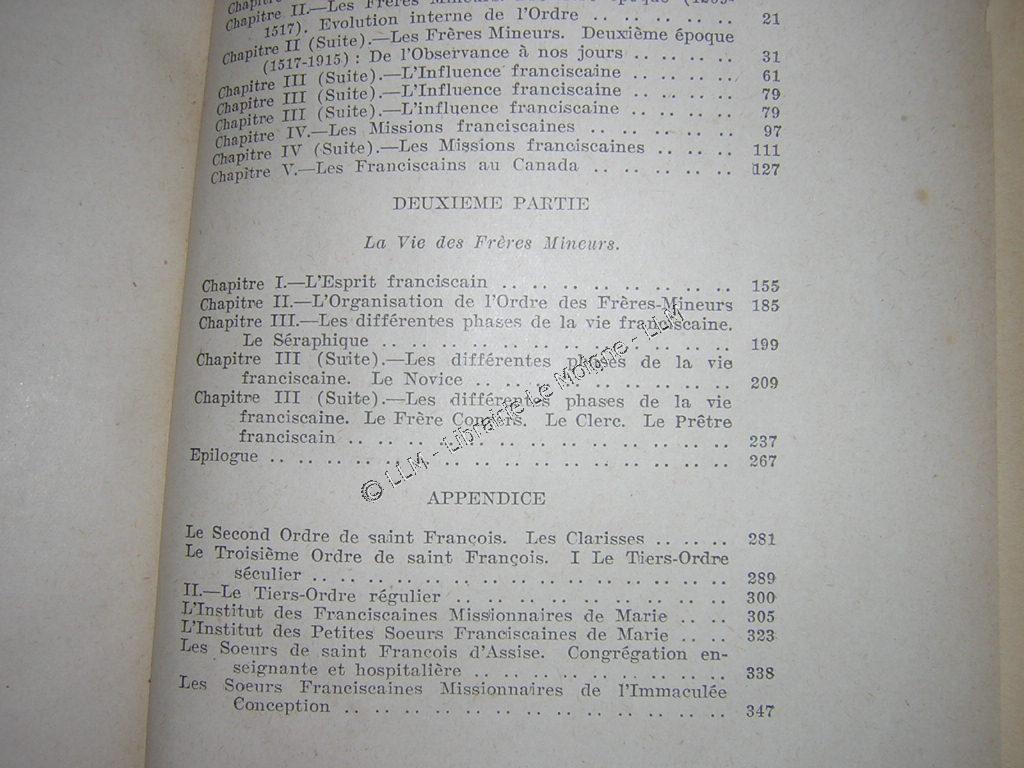 Chapitre II.—Les Frères Mineurs.
1517). Evolution interne de l'Ordre .. .. .. .. .. 21
Chapitre II (Suite).—Les Frères Mineurs. Deuxième époque
(1517-1915) : De l'Observance à nos jours .. .. .. .. 31
Chapitre III (Suite).—L'Influence franciscaine .. .. .. .. 61
Chapitre III (Suite).—L'Influence franciscaine .. .. .. .. 79
Chapitre III (Suite).—L'influence franciscaine .. .. .. .. 79
Chapitre IV.—Les Missions franciscaines .. .. .. .. .. 97
Chapitre IV (Suite).—Les Missions franciscaines .. .. .. 111
Chapitre V.—Les Franciscains au Canada .. .. .. .. .. 127
DEUXIEME PARTIE
La Vie des Frères Mineurs.
Chapitre I.—L'Esprit franciscain .. .. .. .. .. .. .. .. 155
Chapitre II.—L'Organisation de l'Ordre des Frères-Mineurs 185
Chapitre III.—Les différentes phases de la vie franciscaine.
Le Séraphique .. .. .. .. .. .. .. .. .. .. .. .. 199
Chapitre III (Suite).—Les différentes phases de la vie
franciscaine. Le Novice .. .. .. .. .. .. .. .. .. 209
Chapitre III (Suite).—Les différentes phases de la vie
franciscaine. Le Frère Convers. Le Clerc. Le Prêtre
franciscain .. .. .. .. .. .. .. .. .. .. .. .. .. 237
Epilogue .. .. .. .. .. .. .. .. .. .. .. .. .. .. .. .. 267
© LLM - Librairie Le Moigne - LLM
APPENDICE
Le Second Ordre de saint François. Les Clarisses .. .. .. 281
Le Troisième Ordre de saint François. I Le Tiers-Ordre
séculier .. .. .. .. .. .. .. .. .. .. .. .. .. .. 289
II.—Le Tiers-Ordre régulier .. .. .. .. .. .. .. .. .. 300
L'Institut des Franciscaines Missionnaires de Marie .. .. 305
L'Institut des Petites Soeurs Franciscaines de Marie .. .. 323
Les Soeurs de saint François d'Assise. Congrégation en-
seignante et hospitalière .. .. .. .. .. .. .. .. .. 338
Les Soeurs Franciscaines Missionnaires de l'Immaculée
Conception .. .. .. .. .. .. .. .. .. .. .. .. .. 347